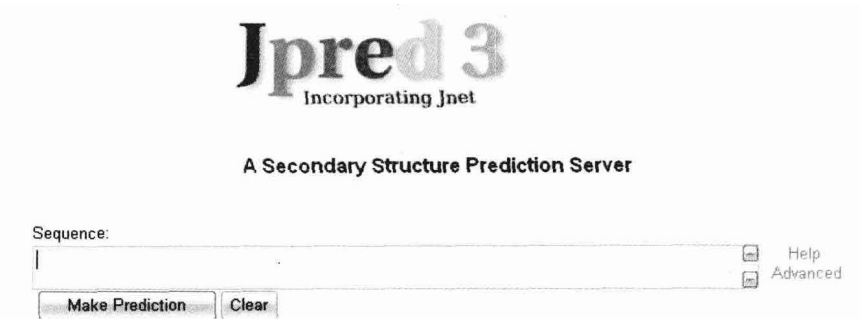 Jpred 3
Incorporating Jnet
A Secondary Structure Prediction Server
Sequence:
Help
Advanced
Make Prediction Clear